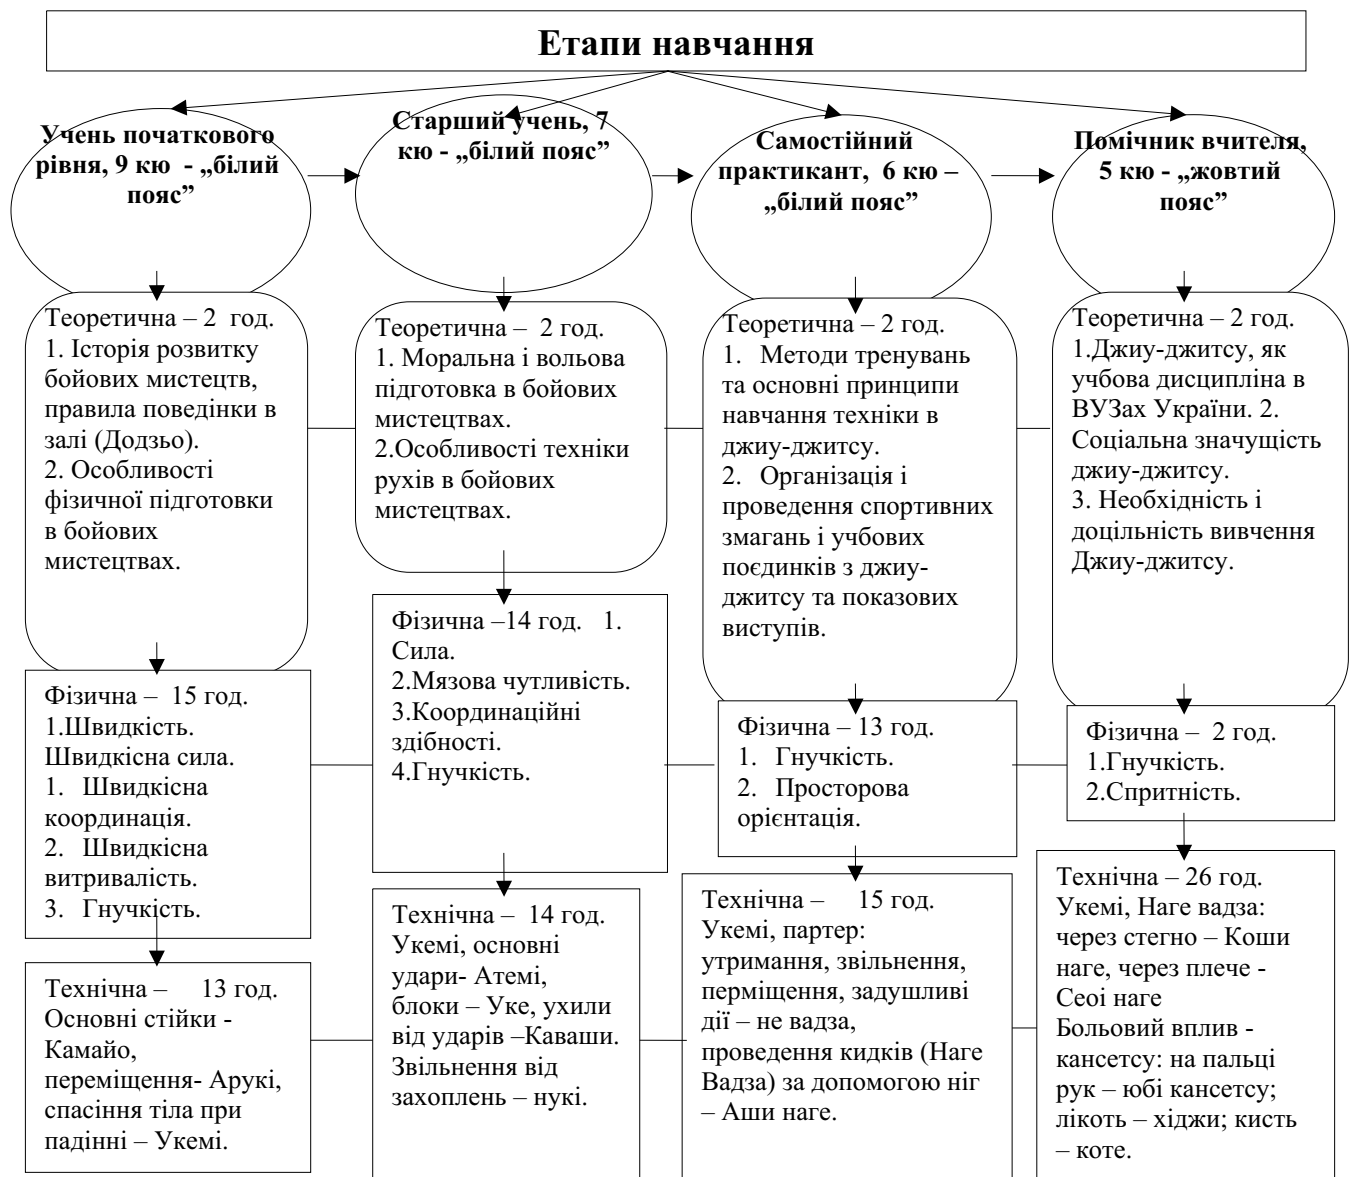 Етапи навчання
Учень початкового
рівня, 9 кю  - „білий
пояс”
Старший учень, 7
кю - „білий пояс”
Самостійний
практикант,  6 кю –
„білий пояс”
Помічник вчителя,
5 кю - „жовтий
пояс”
Теоретична – 2  год.
1. Історія розвитку
бойових мистецтв,
правила поведінки в
залі (Додзьо).
2. Особливості
фізичної підготовки
в бойових
мистецтвах.
Теоретична –  2 год.
1. Моральна і вольова
підготовка в бойових
мистецтвах.
2.Особливості техніки
рухів в бойових
мистецтвах.
Теоретична – 2 год.
1.   Методи тренувань
та основні принципи
навчання техніки в
джиу-джитсу.
2.   Організація і
проведення спортивних
змагань і учбових
поєдинків з джиу-
джитсу та показових
виступів.
Теоретична – 2 год.
1.Джиу-джитсу, як
учбова дисципліна в
ВУЗах України. 2.
Соціальна значущість
джиу-джитсу.
3. Необхідність і
доцільність вивчення
Джиу-джитсу.
Фізична –  15 год.
1.Швидкість.
Швидкісна сила.
1.   Швидкісна
координація.
2.   Швидкісна
витривалість.
3.   Гнучкість.
Фізична –14 год.   1.
Сила.
2.Мязова чутливість.
3.Координаційні
здібності.
4.Гнучкість.
Фізична – 13 год.
1.   Гнучкість.
2.   Просторова
орієнтація.
Фізична –  2 год.
1.Гнучкість.
2.Спритність.
Технічна –    13 год.
Основні стійки -
Камайо,
переміщення- Арукі,
спасіння тіла при
падінні – Укемі.
Технічна –  14 год.
Укемі, основні
удари- Атемі,
блоки – Уке, ухили
від ударів –Каваши.
Звільнення від
захоплень – нукі.
Технічна –    15 год.
Укемі, партер:
утримання, звільнення,
перміщення, задушливі
дії – не вадза,
проведення кидків (Наге
Вадза) за допомогою ніг
– Аши наге.
Технічна – 26 год.
Укемі, Наге вадза:
через стегно – Коши
наге, через плече -
Сеоі наге
Больовий вплив -
кансетсу: на пальці
рук – юбі кансетсу;
лікоть – хіджи; кисть
– коте.